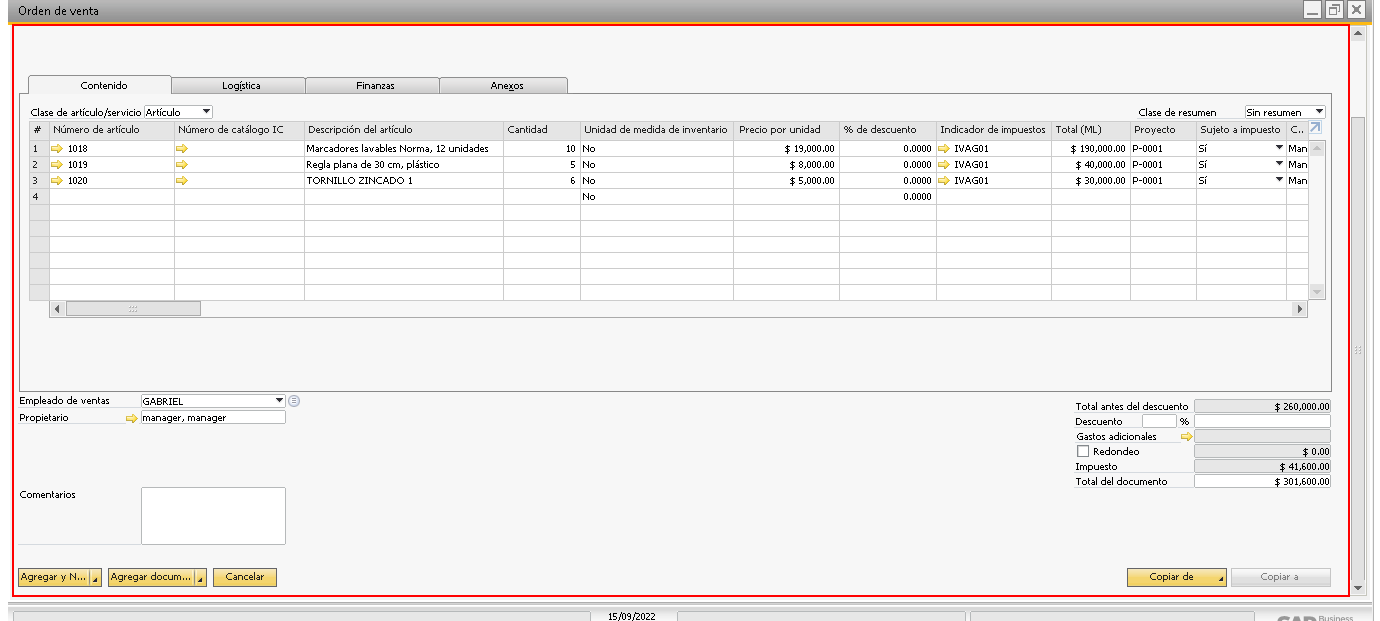 Orden de venta
Contenido Logística Finanzas Anexos
Clase de artículo/servicio Artículo Clase de resumen Sin resumen
# Número de artículo Número de catálogo IC Descripción del artículo Cantidad Unidad de medida de inventario Precio por unidad % de descuento Indicador de impuestos Total (ML) Proyecto Sujeto a impuesto C...
1 1018 Marcadores lavables Norma, 12 unidades 10 No $ 19,000.00 0.0000 IVAG01 $ 190,000.00 P-0001 Sí Man
2 1019 Regla plana de 30 cm, plástico 5 No $ 8,000.00 0.0000 IVAG01 $ 40,000.00 P-0001 Sí Man
3 1020 TORNILLO ZINCADO 1 6 No $ 5,000.00 0.0000 IVAG01 $ 30,000.00 P-0001 Sí Man
4 No 0.0000
Empleado de ventas GABRIEL
Propietario manager, manager
Total antes del descuento $ 260,000.00
Descuento %
Gastos adicionales
Redondeo $ 0.00
Impuesto $ 41,600.00
Total del documento $ 301,600.00
Comentarios
Agregar y N... Agregar docum... Cancelar Copiar de Copiar a
15/09/2022 SAP Business